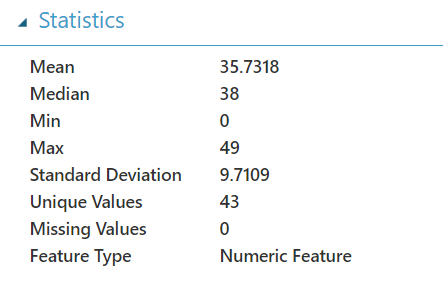 Statistics
Mean 35.7318
Median 38
Min 0
Max 49
Standard Deviation 9.7109
Unique Values 43
Missing Values 0
Feature Type Numeric Feature